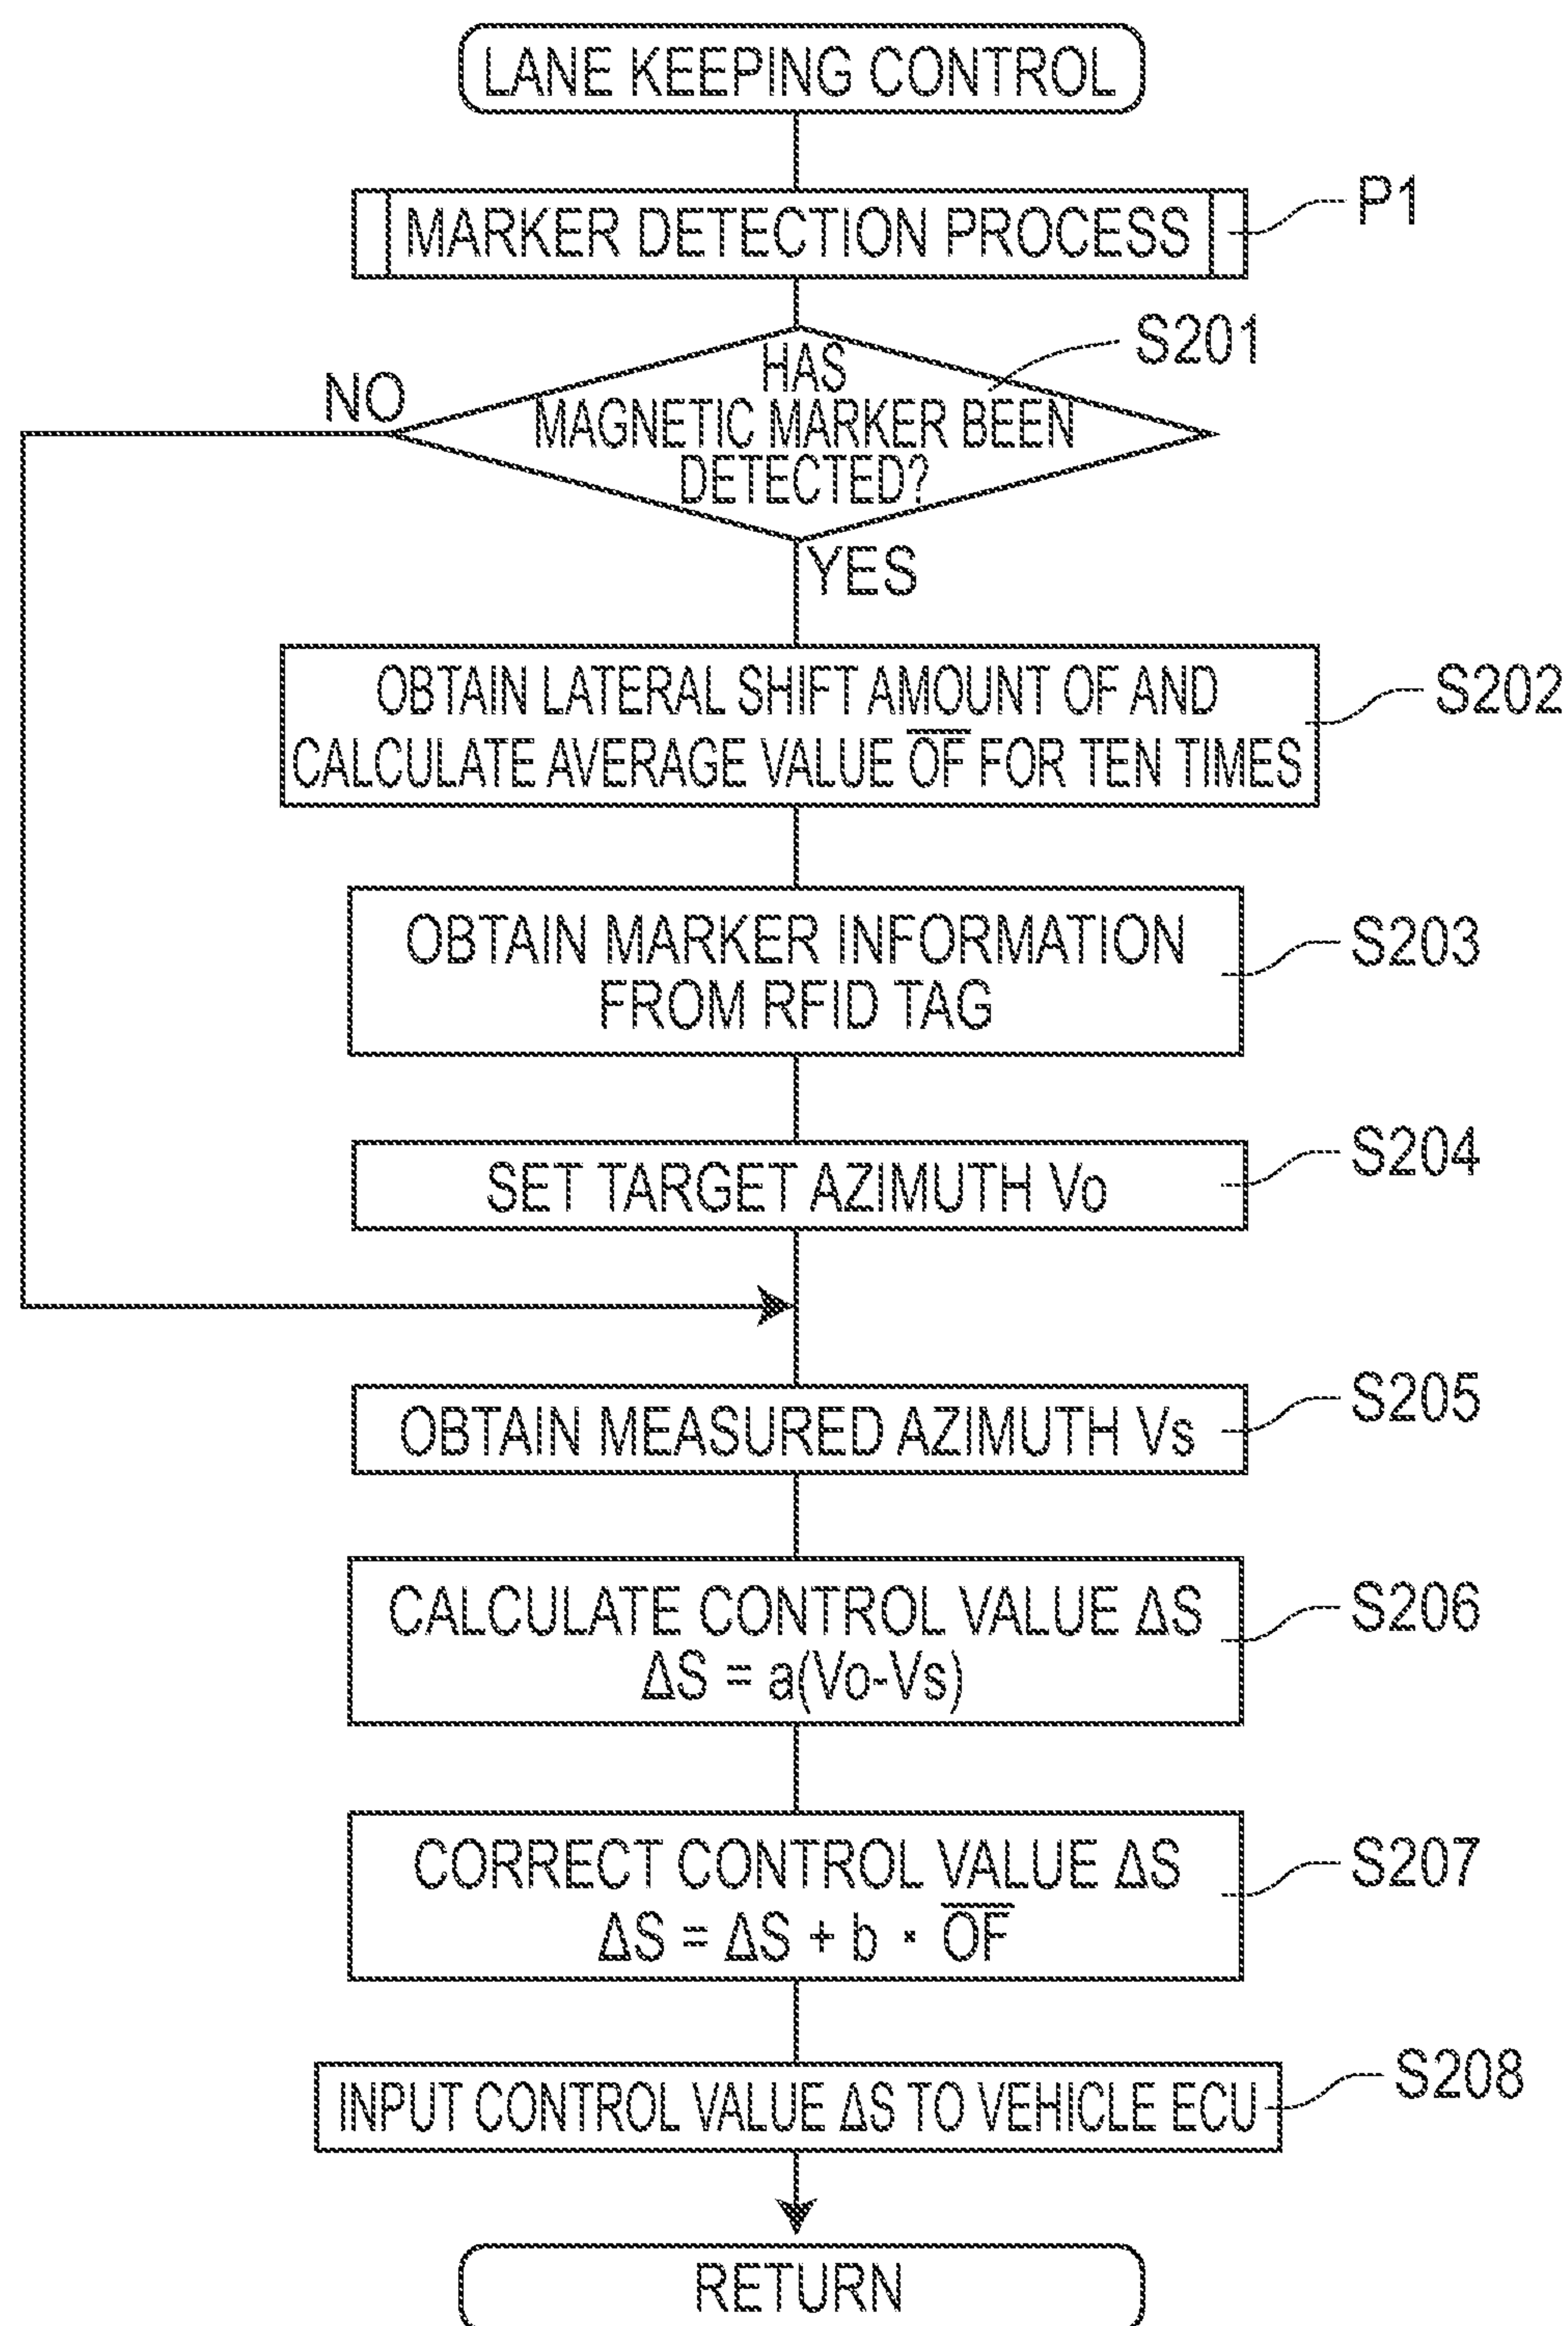 LANE KEEPING CONTROL
MARKER DETECTION PROCESS
P1
HAS
MAGNETIC MARKER BEEN
DETECTED?
S201
NO
YES
OBTAIN LATERAL SHIFT AMOUNT OF AND
CALCULATE AVERAGE VALUE O̅F̅ FOR TEN TIMES
S202
OBTAIN MARKER INFORMATION
FROM RFID TAG
S203
SET TARGET AZIMUTH Vo
S204
OBTAIN MEASURED AZIMUTH Vs
S205
CALCULATE CONTROL VALUE ΔS
ΔS = a(Vo-Vs)
S206
CORRECT CONTROL VALUE ΔS
ΔS = ΔS + b · O̅F̅
S207
INPUT CONTROL VALUE ΔS TO VEHICLE ECU
S208
RETURN